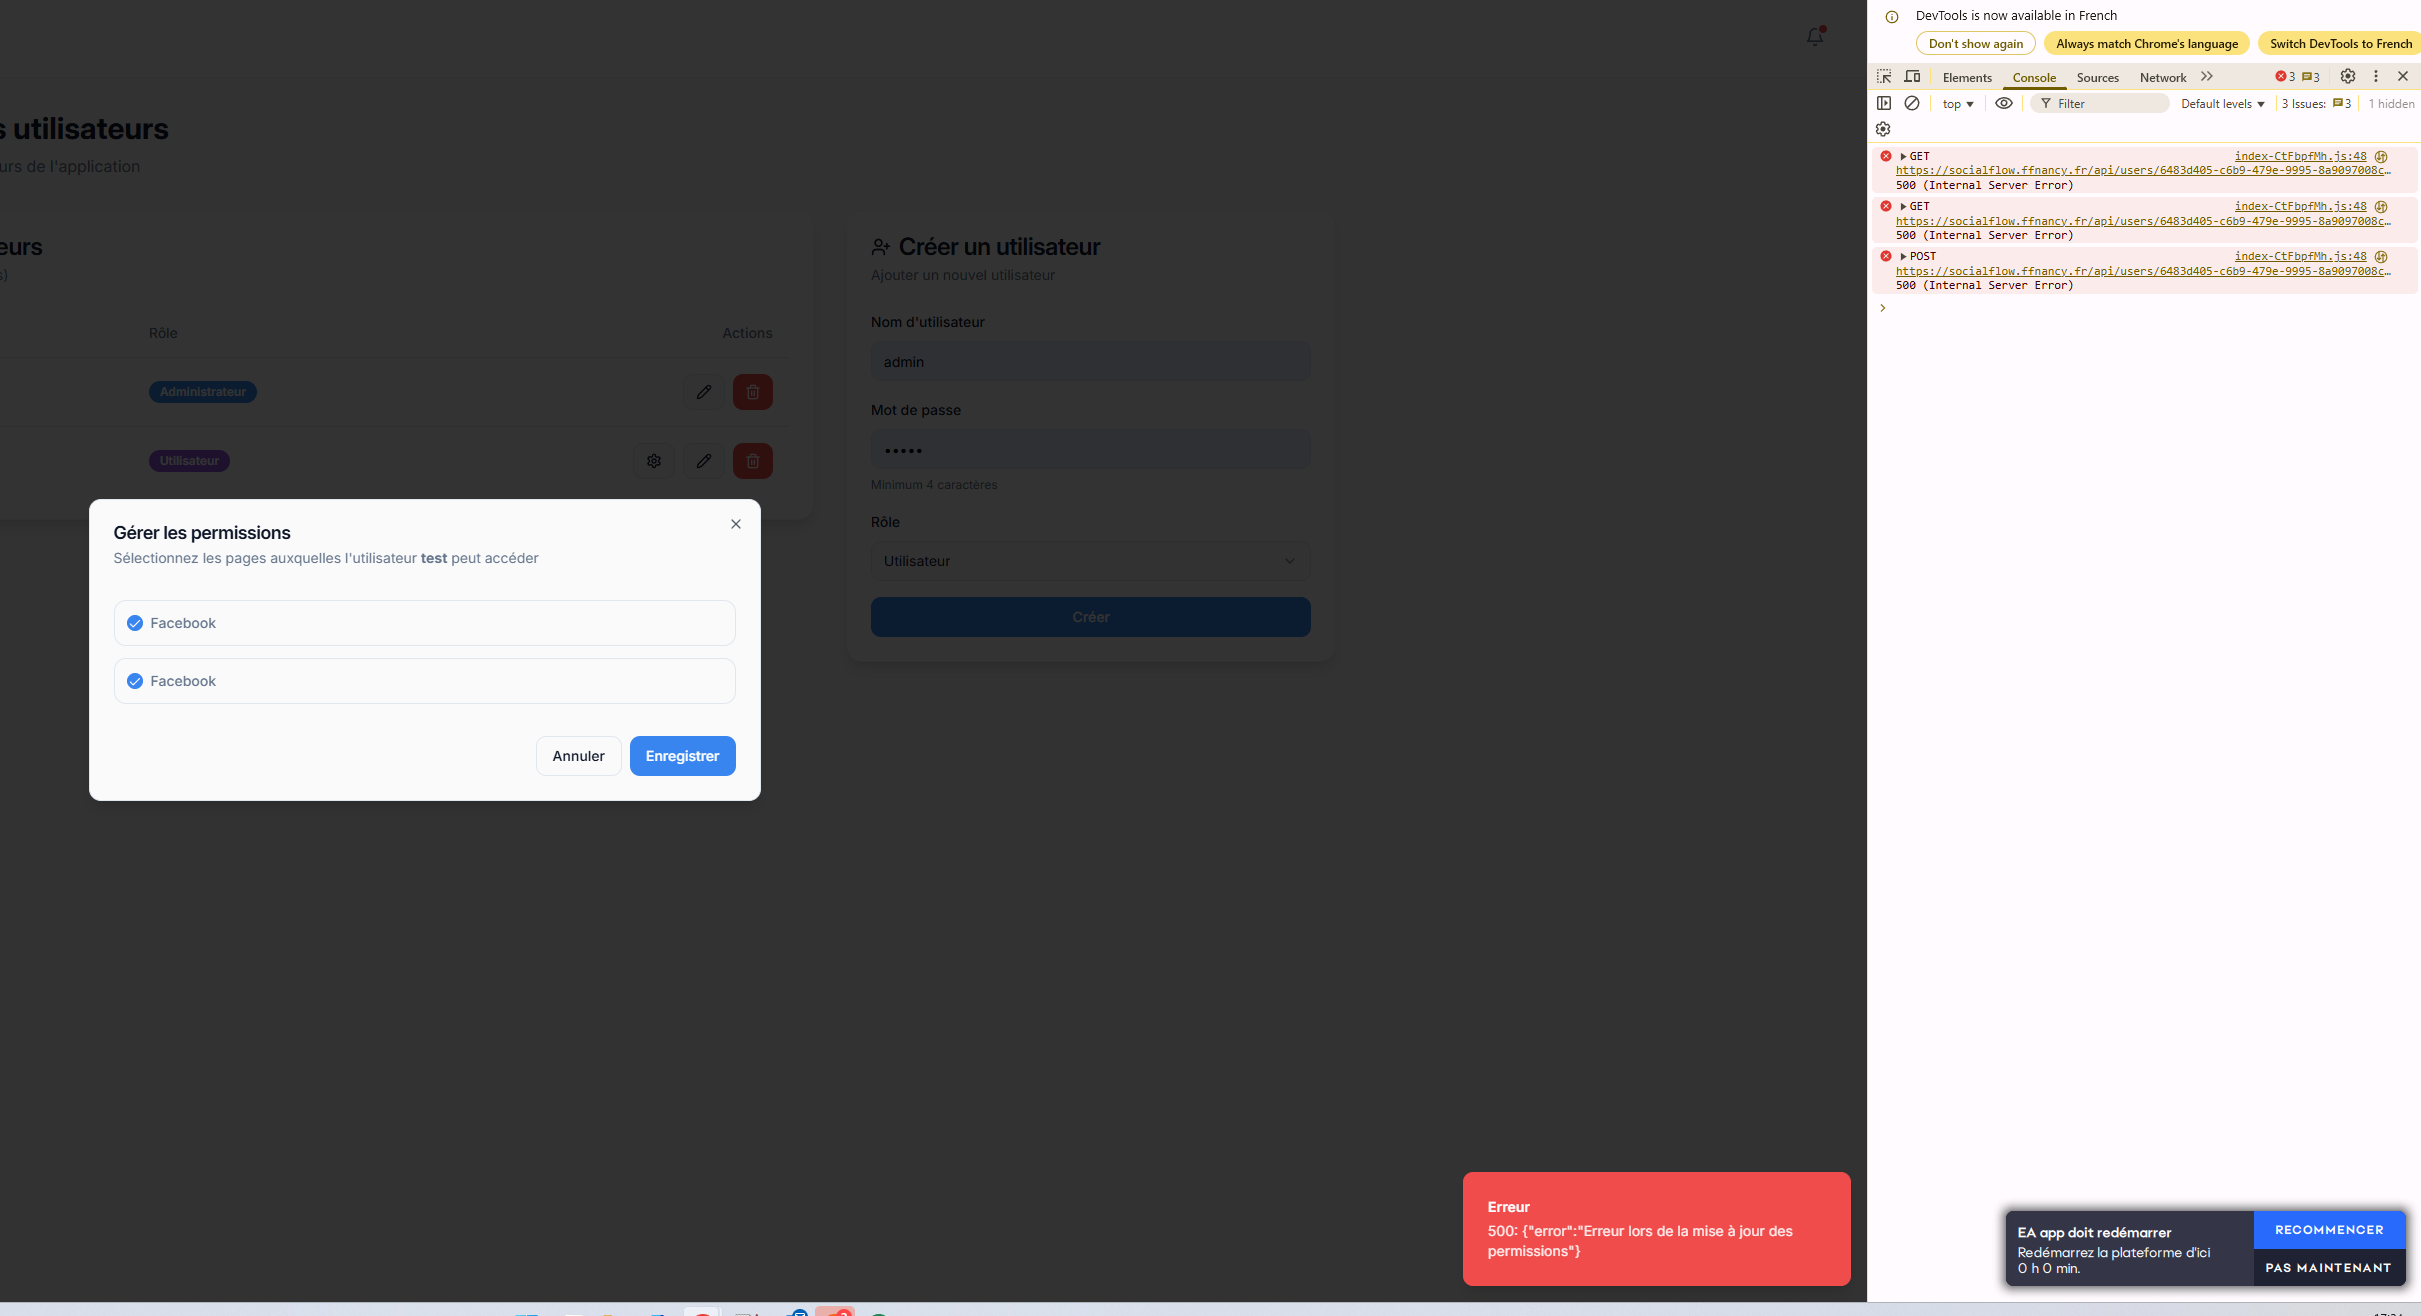 s utilisateurs
urs de l'application
eurs
s)
Rôle
Actions
Administrateur
Utilisateur
Créer un utilisateur
Ajouter un nouvel utilisateur
Nom d'utilisateur
admin
Mot de passe
•••••
Minimum 4 caractères
Rôle
Utilisateur
Créer
Gérer les permissions
Sélectionnez les pages auxquelles l'utilisateur test peut accéder
Facebook
Facebook
Annuler
Enregistrer
Erreur
500: {"error":"Erreur lors de la mise à jour des
permissions"}
DevTools is now available in French
Don't show again
Always match Chrome's language
Switch DevTools to French
Elements
Console
Sources
Network
3
3
top
Filter
Default levels
3 Issues:
3
1 hidden
GET index-CtFbpfMh.js:48
https://socialflow.ffnancy.fr/api/users/6483d405-c6b9-479e-9995-8a9097008c…
500 (Internal Server Error)
GET index-CtFbpfMh.js:48
https://socialflow.ffnancy.fr/api/users/6483d405-c6b9-479e-9995-8a9097008c…
500 (Internal Server Error)
POST index-CtFbpfMh.js:48
https://socialflow.ffnancy.fr/api/users/6483d405-c6b9-479e-9995-8a9097008c…
500 (Internal Server Error)
EA app doit redémarrer
Redémarrez la plateforme d'ici
0 h 0 min.
RECOMMENCER
PAS MAINTENANT